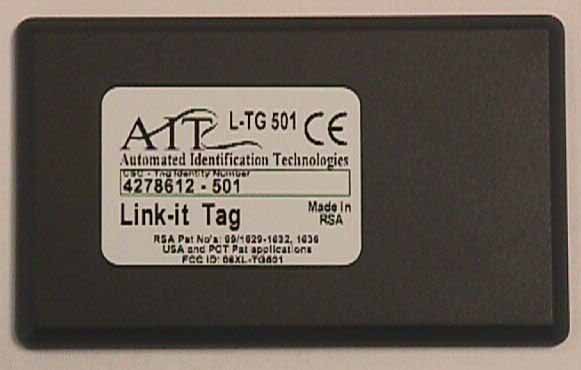 AIT L-TG 501 CE
Automated Identification Technologies
CSC - Tag Identity Number
4278612 - 501
Link-it Tag
Made in
RSA
RSA Pat No's: 99/1629-1632, 1636
USA and PCT Pat applications
FCC ID: O6XL-TG501